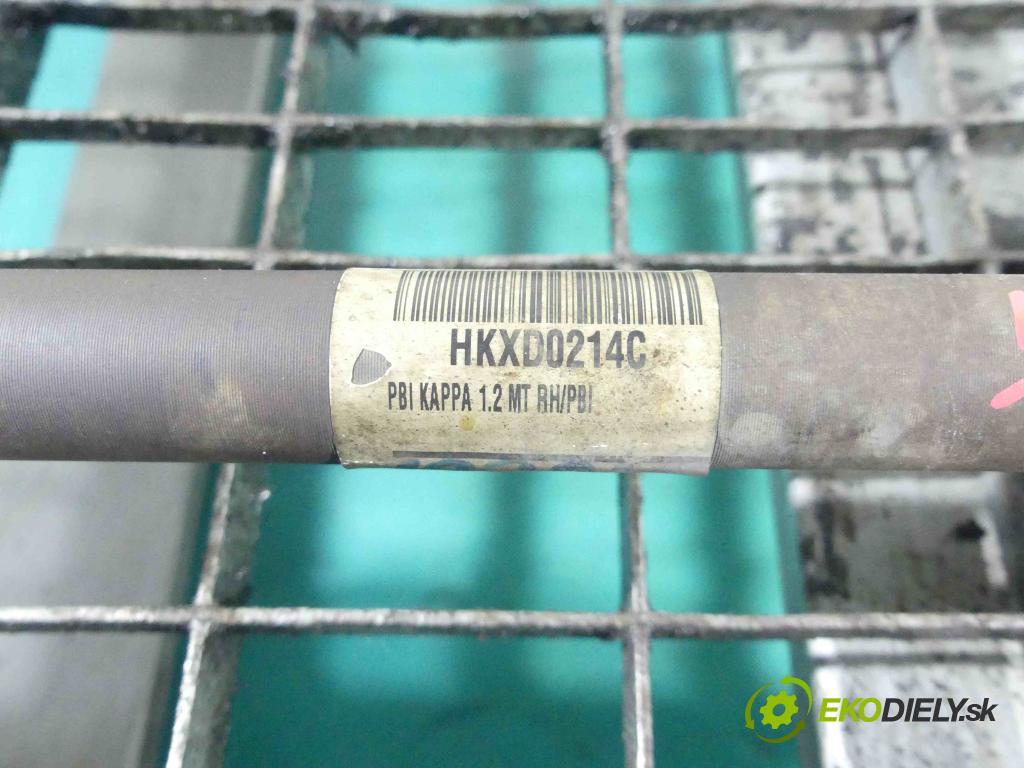 HKXD0214C
PBI KAPPA 1.2 MT RH/PBI
EKODIELY.sk